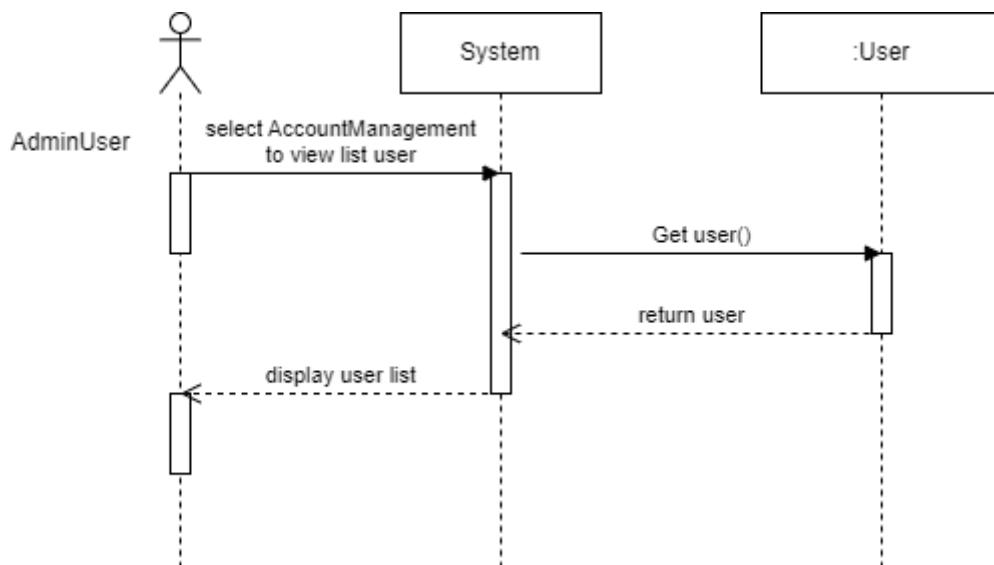 System
:User
AdminUser
select AccountManagement
to view list user
Get user()
return user
display user list